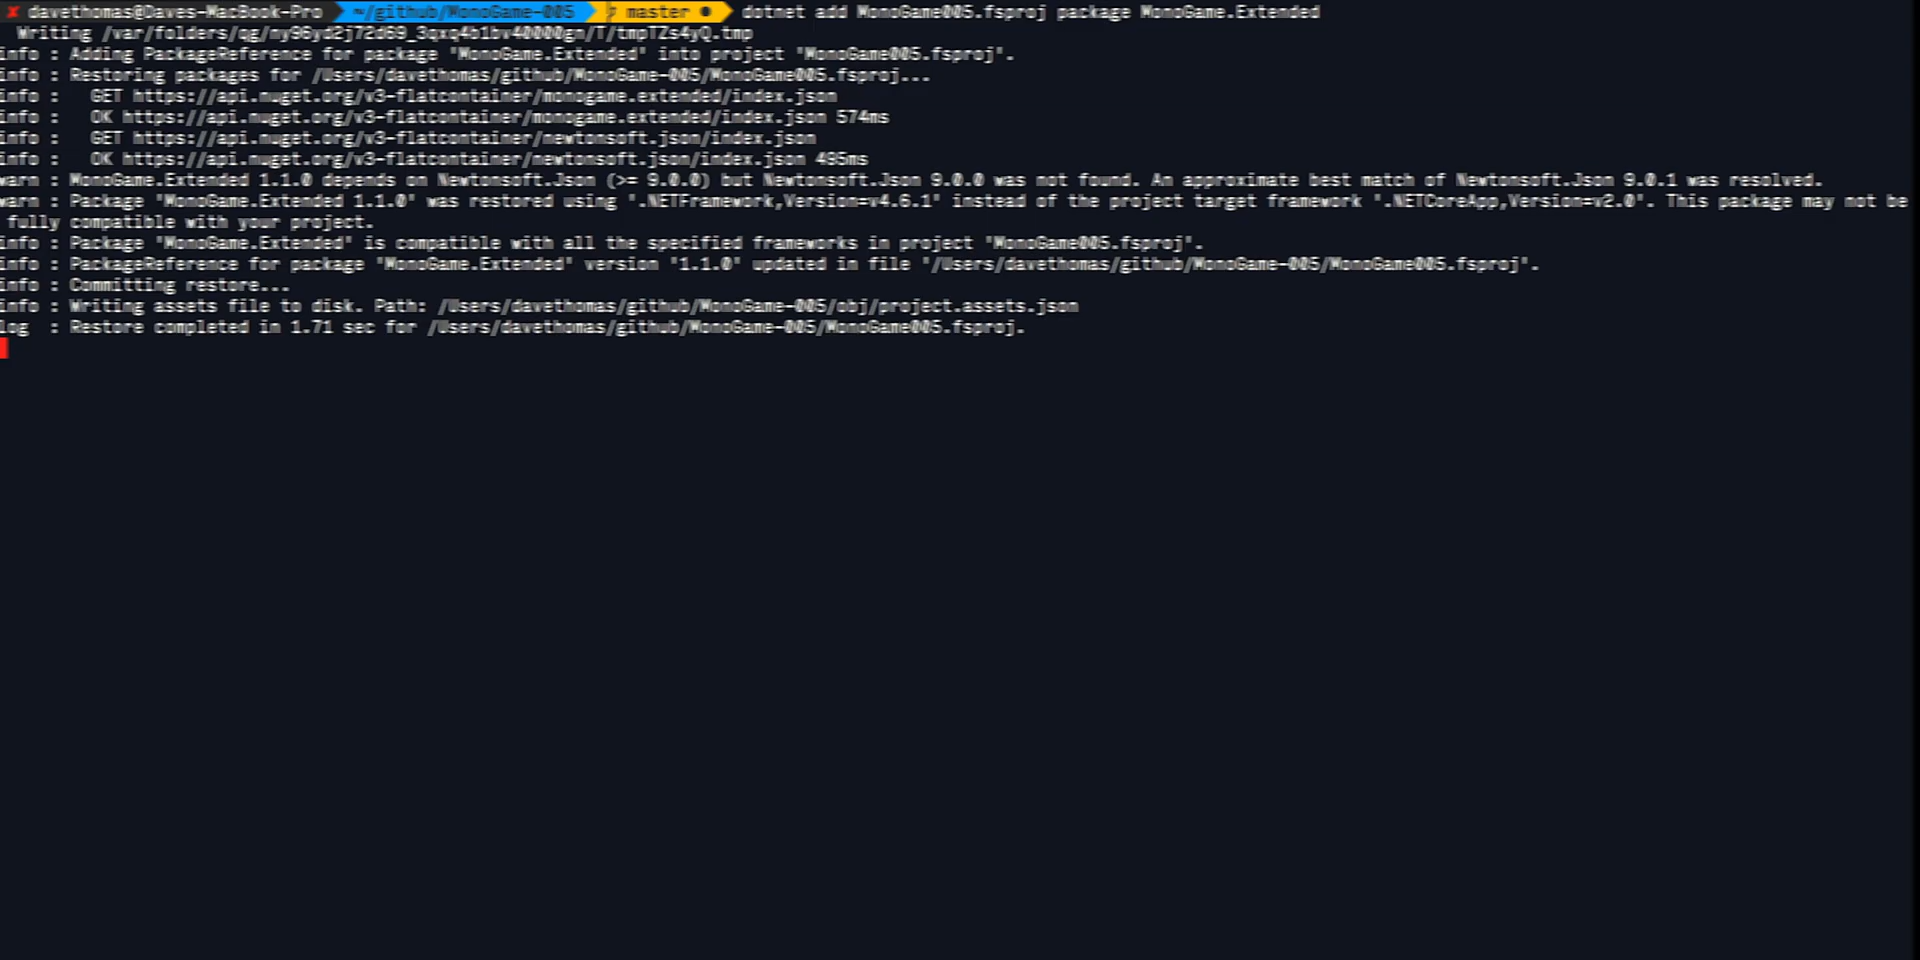 ✘ davethomas@Daves-MacBook-Pro ~/github/MonoGame-005 master ● dotnet add MonoGame005.fsproj package MonoGame.Extended
Writing /var/folders/qg/ny96yd2j72d69_3qxq4b1bv40000gn/T/tmpTZs4yQ.tmp
info : Adding PackageReference for package 'MonoGame.Extended' into project 'MonoGame005.fsproj'.
info : Restoring packages for /Users/davethomas/github/MonoGame-005/MonoGame005.fsproj...
info :   GET https://api.nuget.org/v3-flatcontainer/monogame.extended/index.json
info :   OK https://api.nuget.org/v3-flatcontainer/monogame.extended/index.json 574ms
info :   GET https://api.nuget.org/v3-flatcontainer/newtonsoft.json/index.json
info :   OK https://api.nuget.org/v3-flatcontainer/newtonsoft.json/index.json 495ms
warn : MonoGame.Extended 1.1.0 depends on Newtonsoft.Json (>= 9.0.0) but Newtonsoft.Json 9.0.0 was not found. An approximate best match of Newtonsoft.Json 9.0.1 was resolved.
warn : Package 'MonoGame.Extended 1.1.0' was restored using '.NETFramework,Version=v4.6.1' instead of the project target framework '.NETCoreApp,Version=v2.0'. This package may not be
fully compatible with your project.
info : Package 'MonoGame.Extended' is compatible with all the specified frameworks in project 'MonoGame005.fsproj'.
info : PackageReference for package 'MonoGame.Extended' version '1.1.0' updated in file '/Users/davethomas/github/MonoGame-005/MonoGame005.fsproj'.
info : Committing restore...
info : Writing assets file to disk. Path: /Users/davethomas/github/MonoGame-005/obj/project.assets.json
log  : Restore completed in 1.71 sec for /Users/davethomas/github/MonoGame-005/MonoGame005.fsproj.